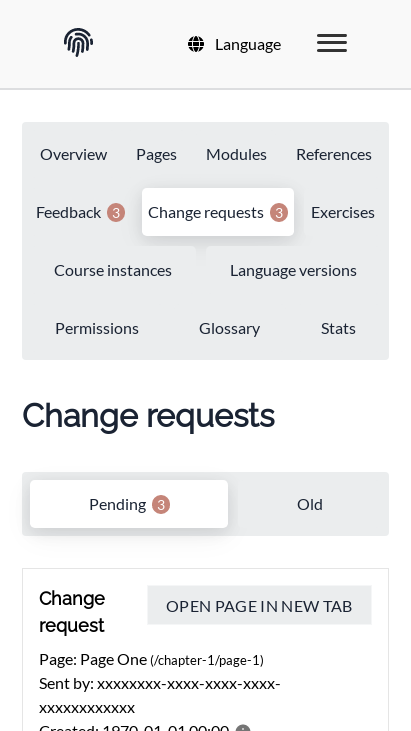 Language
Overview Pages Modules References
Feedback 3 Change requests 3 Exercises
Course instances Language versions
Permissions Glossary Stats
Change requests
Pending 3 Old
Change request OPEN PAGE IN NEW TAB
Page: Page One (/chapter-1/page-1)
Sent by: xxxxxxxx-xxxx-xxxx-xxxx-
xxxxxxxxxxxx
Created: 1970-01-01 00:00